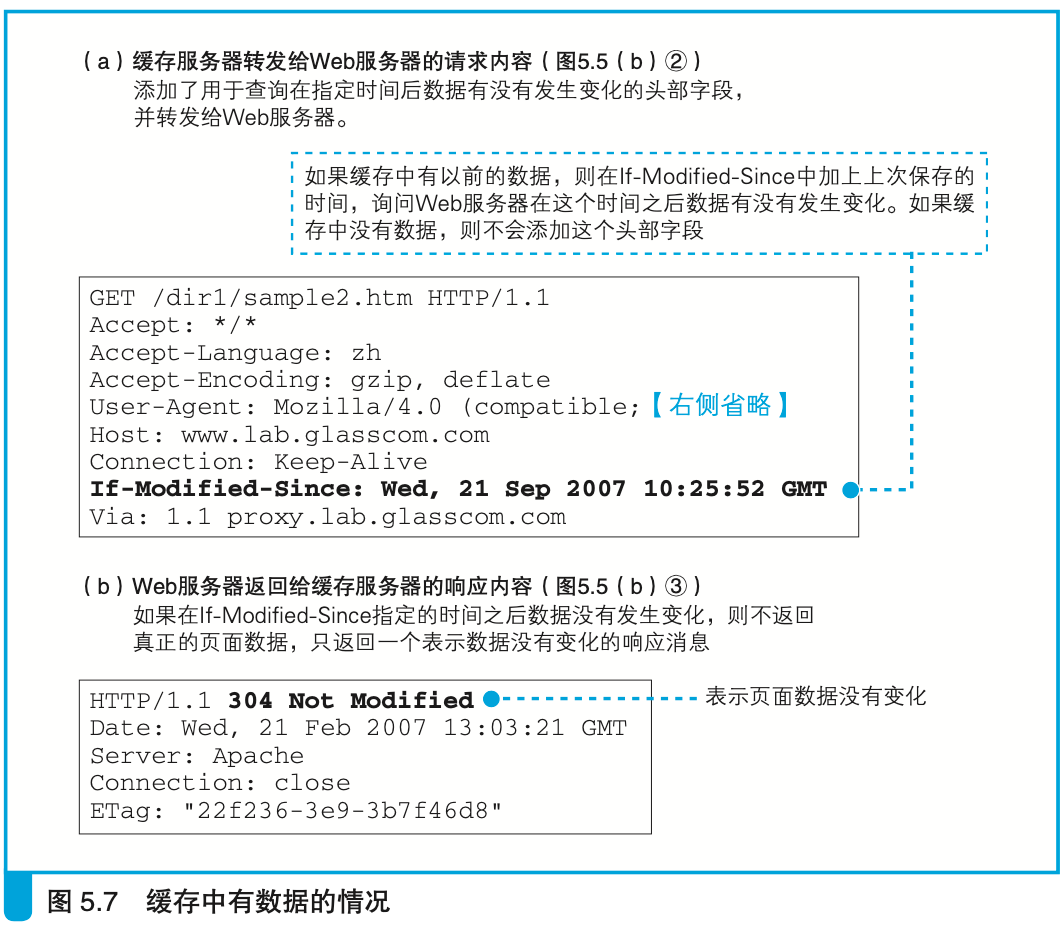 （a）缓存服务器转发给Web服务器的请求内容（图5.5（b）②）
添加了用于查询在指定时间后数据有没有发生变化的头部字段，
并转发给Web服务器。
如果缓存中有以前的数据，则在If-Modified-Since中加上上次保存的
时间，询问Web服务器在这个时间之后数据有没有发生变化。如果缓
存中没有数据，则不会添加这个头部字段
GET /dir1/sample2.htm HTTP/1.1
Accept: */*
Accept-Language: zh
Accept-Encoding: gzip, deflate
User-Agent: Mozilla/4.0 (compatible;【右侧省略】
Host: www.lab.glasscom.com
Connection: Keep-Alive
If-Modified-Since: Wed, 21 Sep 2007 10:25:52 GMT
Via: 1.1 proxy.lab.glasscom.com
（b）Web服务器返回给缓存服务器的响应内容（图5.5（b）③）
如果在If-Modified-Since指定的时间之后数据没有发生变化，则不返回
真正的页面数据，只返回一个表示数据没有变化的响应消息
HTTP/1.1 304 Not Modified 表示页面数据没有变化
Date: Wed, 21 Feb 2007 13:03:21 GMT
Server: Apache
Connection: close
ETag: "22f236-3e9-3b7f46d8"
图 5.7 缓存中有数据的情况